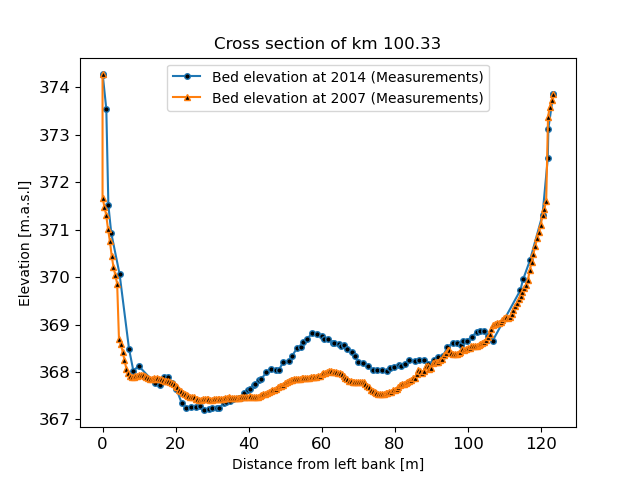 Cross section of km 100.33
Bed elevation at 2014 (Measurements)
Bed elevation at 2007 (Measurements)
Elevation [m.a.s.l]
374
373
372
371
370
369
368
367
0 20 40 60 80 100 120
Distance from left bank [m]